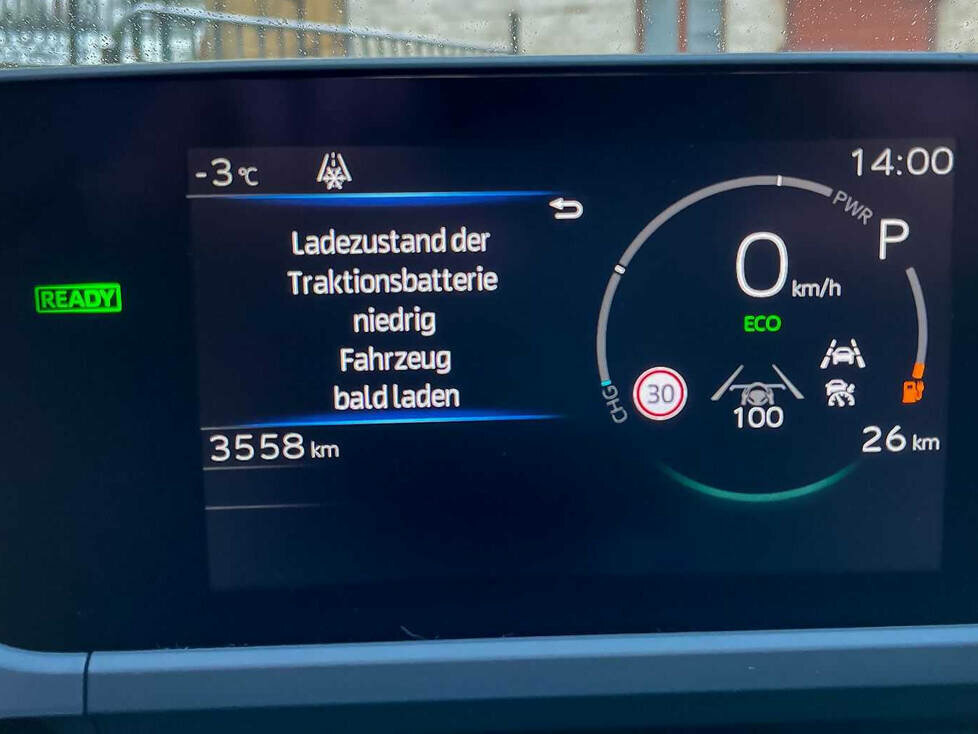 -3°C
14:00
Ladezustand der
Traktionsbatterie
niedrig
Fahrzeug
bald laden
READY
PWR
P
0 km/h
ECO
CHG
30
100
3558 km
26 km